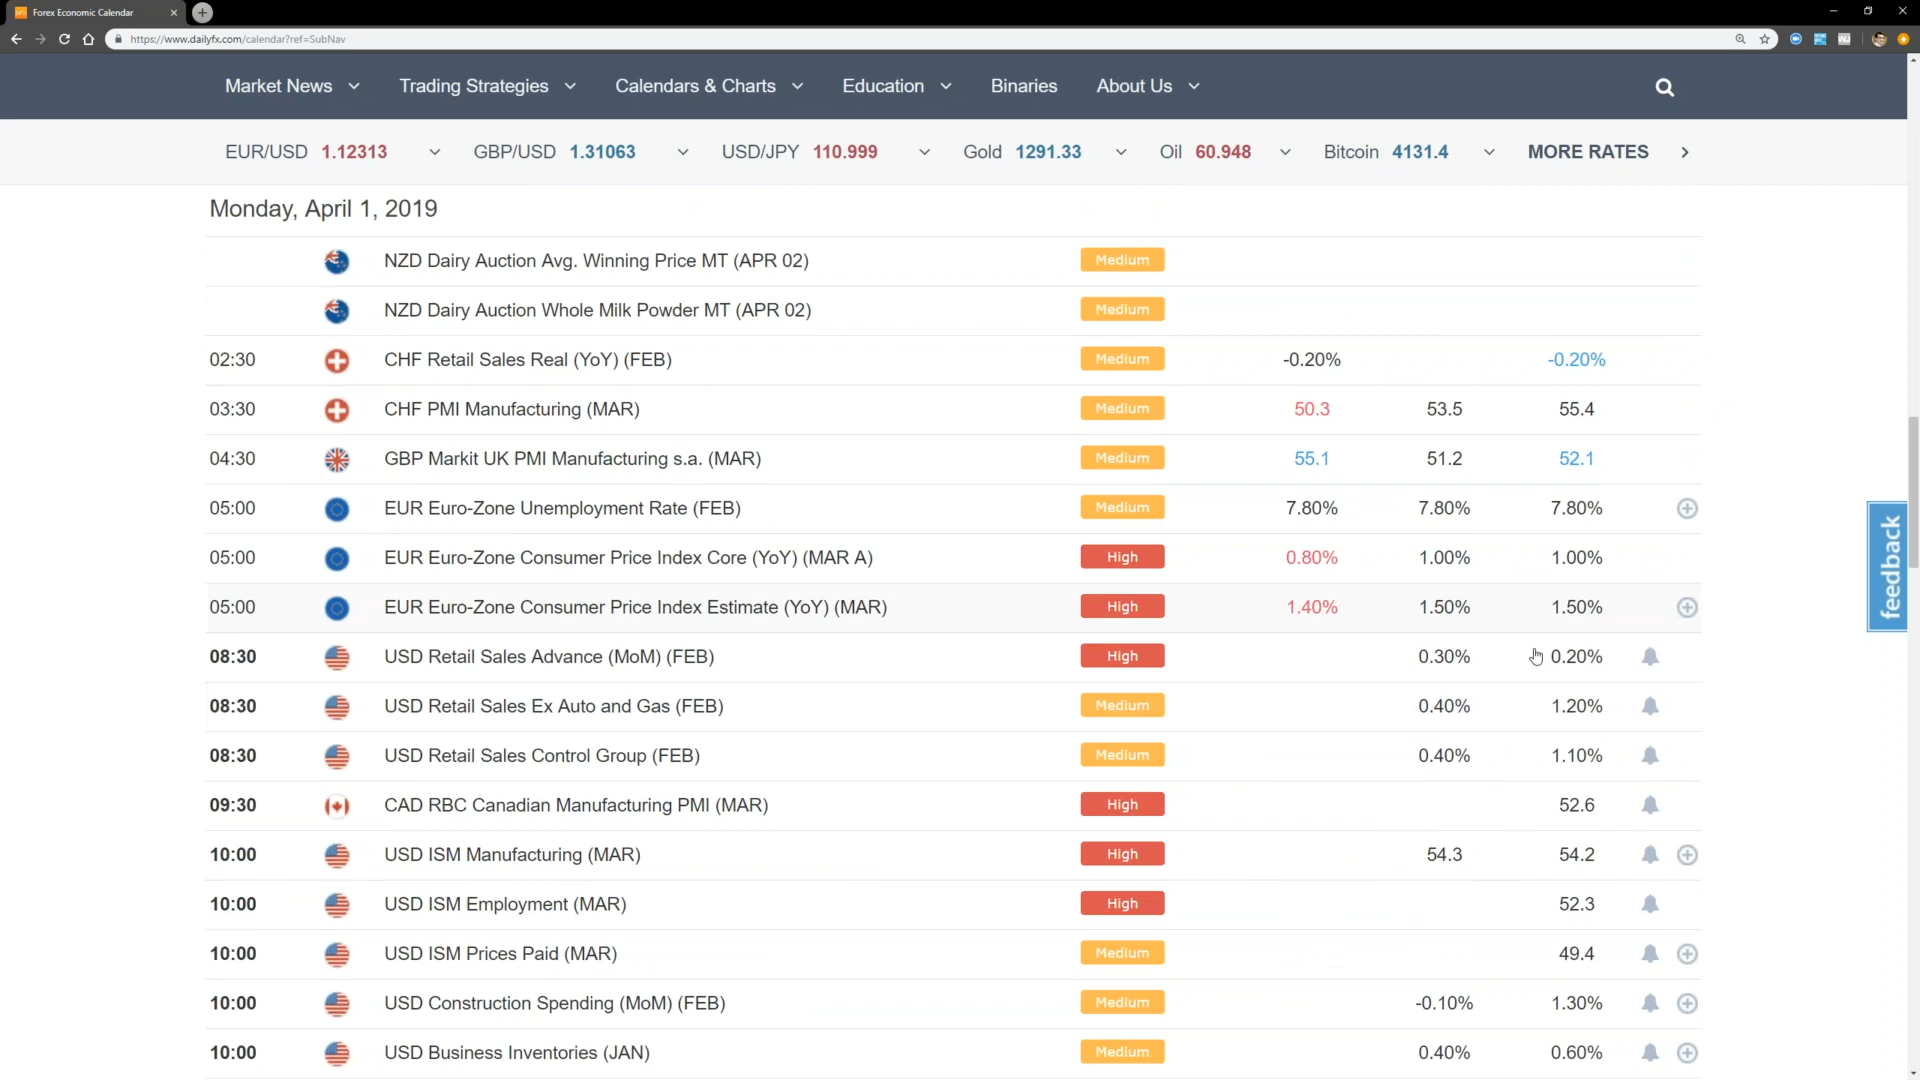 Forex Economic Calendar
https://www.dailyfx.com/calendar?ref=SubNav
Market News Trading Strategies Calendars & Charts Education Binaries About Us
EUR/USD 1.12313 GBP/USD 1.31063 USD/JPY 110.999 Gold 1291.33 Oil 60.948 Bitcoin 4131.4 MORE RATES
Monday, April 1, 2019
NZD Dairy Auction Avg. Winning Price MT (APR 02) Medium
NZD Dairy Auction Whole Milk Powder MT (APR 02) Medium
02:30 CHF Retail Sales Real (YoY) (FEB) Medium -0.20% -0.20%
03:30 CHF PMI Manufacturing (MAR) Medium 50.3 53.5 55.4
04:30 GBP Markit UK PMI Manufacturing s.a. (MAR) Medium 55.1 51.2 52.1
05:00 EUR Euro-Zone Unemployment Rate (FEB) Medium 7.80% 7.80% 7.80%
05:00 EUR Euro-Zone Consumer Price Index Core (YoY) (MAR A) High 0.80% 1.00% 1.00%
05:00 EUR Euro-Zone Consumer Price Index Estimate (YoY) (MAR) High 1.40% 1.50% 1.50%
08:30 USD Retail Sales Advance (MoM) (FEB) High 0.30% 0.20%
08:30 USD Retail Sales Ex Auto and Gas (FEB) Medium 0.40% 1.20%
08:30 USD Retail Sales Control Group (FEB) Medium 0.40% 1.10%
09:30 CAD RBC Canadian Manufacturing PMI (MAR) High 52.6
10:00 USD ISM Manufacturing (MAR) High 54.3 54.2
10:00 USD ISM Employment (MAR) High 52.3
10:00 USD ISM Prices Paid (MAR) Medium 49.4
10:00 USD Construction Spending (MoM) (FEB) Medium -0.10% 1.30%
10:00 USD Business Inventories (JAN) Medium 0.40% 0.60%
feedback